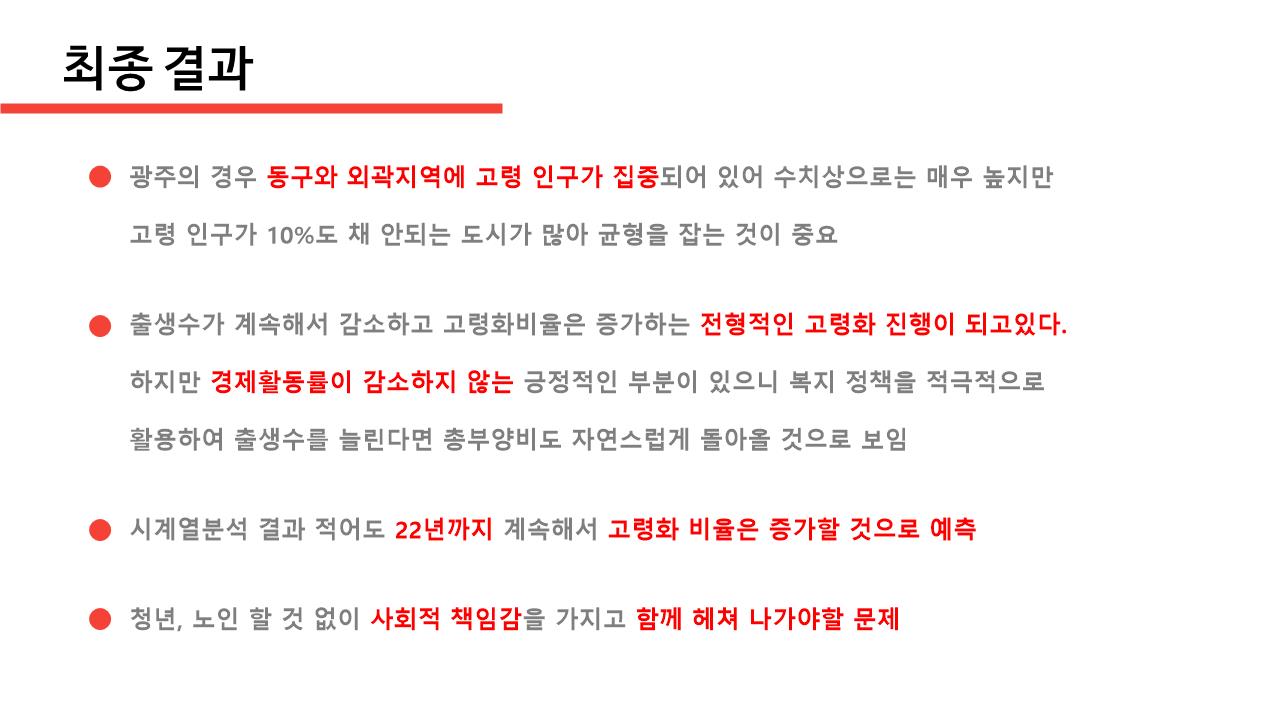 최종 결과
광주의 경우 동구와 외곽지역에 고령 인구가 집중되어 있어 수치상으로는 매우 높지만
고령 인구가 10%도 채 안되는 도시가 많아 균형을 잡는 것이 중요
출생수가 계속해서 감소하고 고령화비율은 증가하는 전형적인 고령화 진행이 되고있다.
하지만 경제활동률이 감소하지 않는 긍정적인 부분이 있으니 복지 정책을 적극적으로
활용하여 출생수를 늘린다면 총부양비도 자연스럽게 돌아올 것으로 보임
시계열분석 결과 적어도 22년까지 계속해서 고령화 비율은 증가할 것으로 예측
청년, 노인 할 것 없이 사회적 책임감을 가지고 함께 헤쳐 나가야할 문제